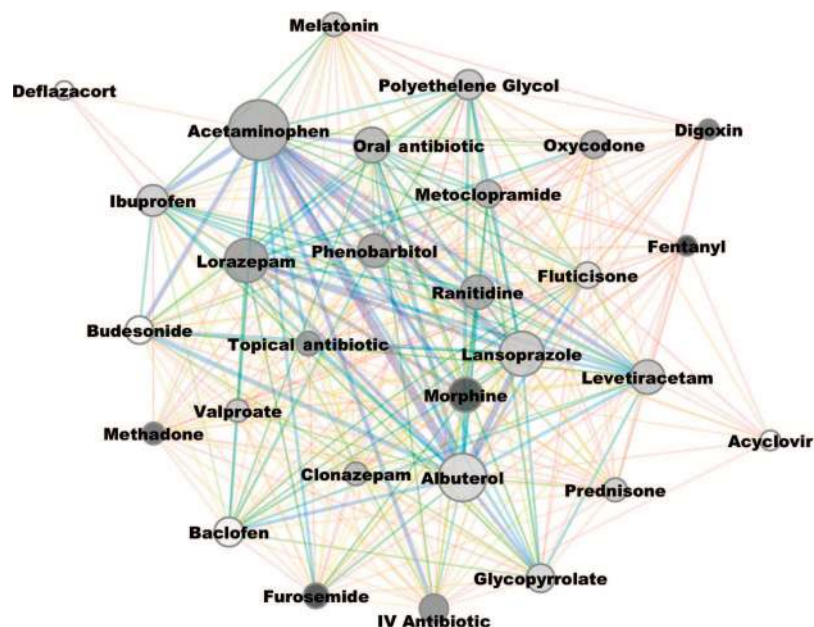 Melatonin
Deflazacort
Polyethelene Glycol
Acetaminophen
Oral antibiotic
Oxycodone
Digoxin
Ibuprofen
Metoclopramide
Lorazepam
Phenobarbitol
Fentanyl
Fluticisone
Ranitidine
Budesonide
Topical antibiotic
Lansoprazole
Levetiracetam
Morphine
Valproate
Methadone
Acyclovir
Clonazepam
Albuterol
Prednisone
Baclofen
Glycopyrrolate
Furosemide
IV Antibiotic